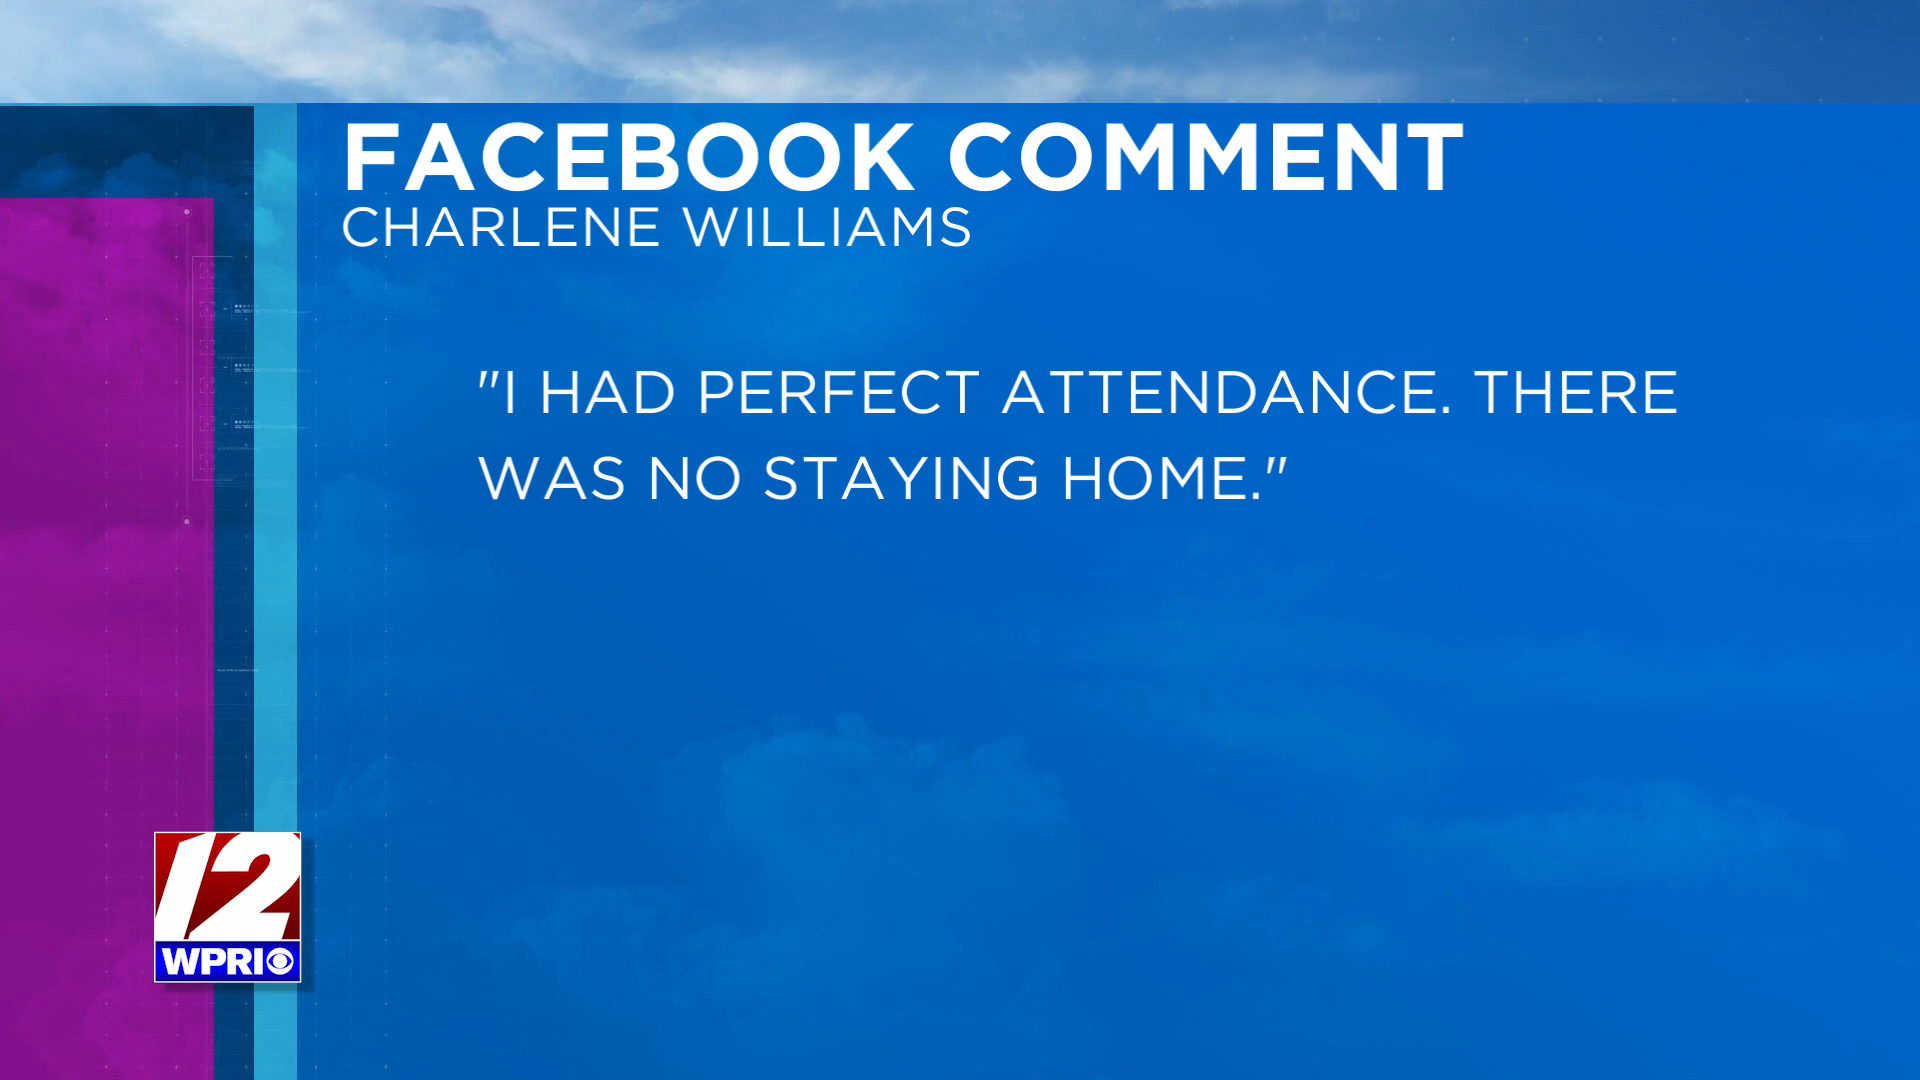 FACEBOOK COMMENT
CHARLENE WILLIAMS
"I HAD PERFECT ATTENDANCE. THERE
WAS NO STAYING HOME."
12
WPRI